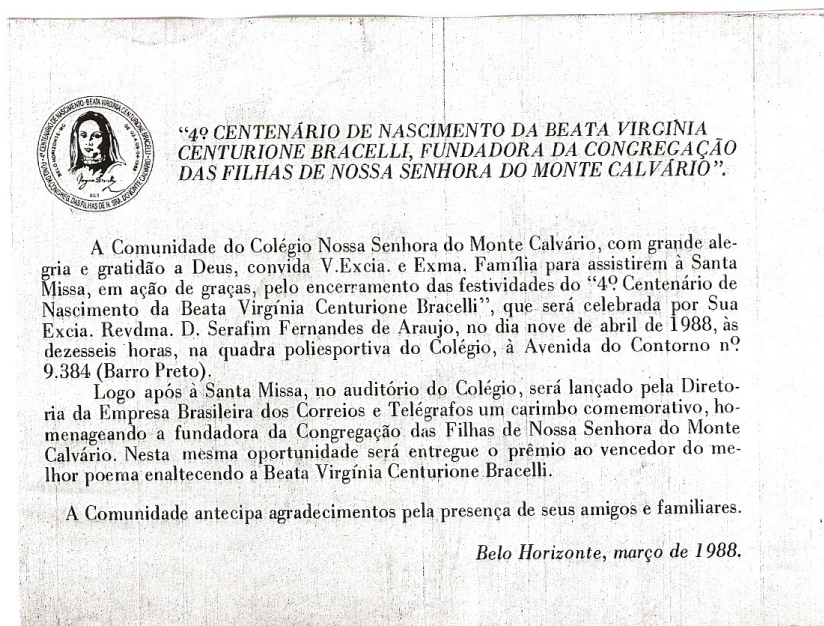 "4º CENTENÁRIO DE NASCIMENTO DA BEATA VIRGÍNIA
CENTURIONE BRACELLI, FUNDADORA DA CONGREGAÇÃO
DAS FILHAS DE NOSSA SENHORA DO MONTE CALVÁRIO".
A Comunidade do Colégio Nossa Senhora do Monte Calvário, com grande ale-
gria e gratidão a Deus, convida V.Excia. e Exma. Família para assistirem à Santa
Missa, em ação de graças, pelo encerramento das festividades do "4º Centenário de
Nascimento da Beata Virgínia Centurione Bracelli", que será celebrada por Sua
Excia. Revdma. D. Serafim Fernandes de Araujo, no dia nove de abril de 1988, às
dezesseis horas, na quadra poliesportiva do Colégio, à Avenida do Contorno nº
9.384 (Barro Preto).
Logo após à Santa Missa, no auditório do Colégio, será lançado pela Direto-
ria da Empresa Brasileira dos Correios e Telégrafos um carimbo comemorativo, ho-
menageando a fundadora da Congregação das Filhas de Nossa Senhora do Monte
Calvário. Nesta mesma oportunidade será entregue o prêmio ao vencedor do me-
lhor poema enaltecendo a Beata Virgínia Centurione Bracelli.
A Comunidade antecipa agradecimentos pela presença de seus amigos e familiares.
Belo Horizonte, março de 1988.